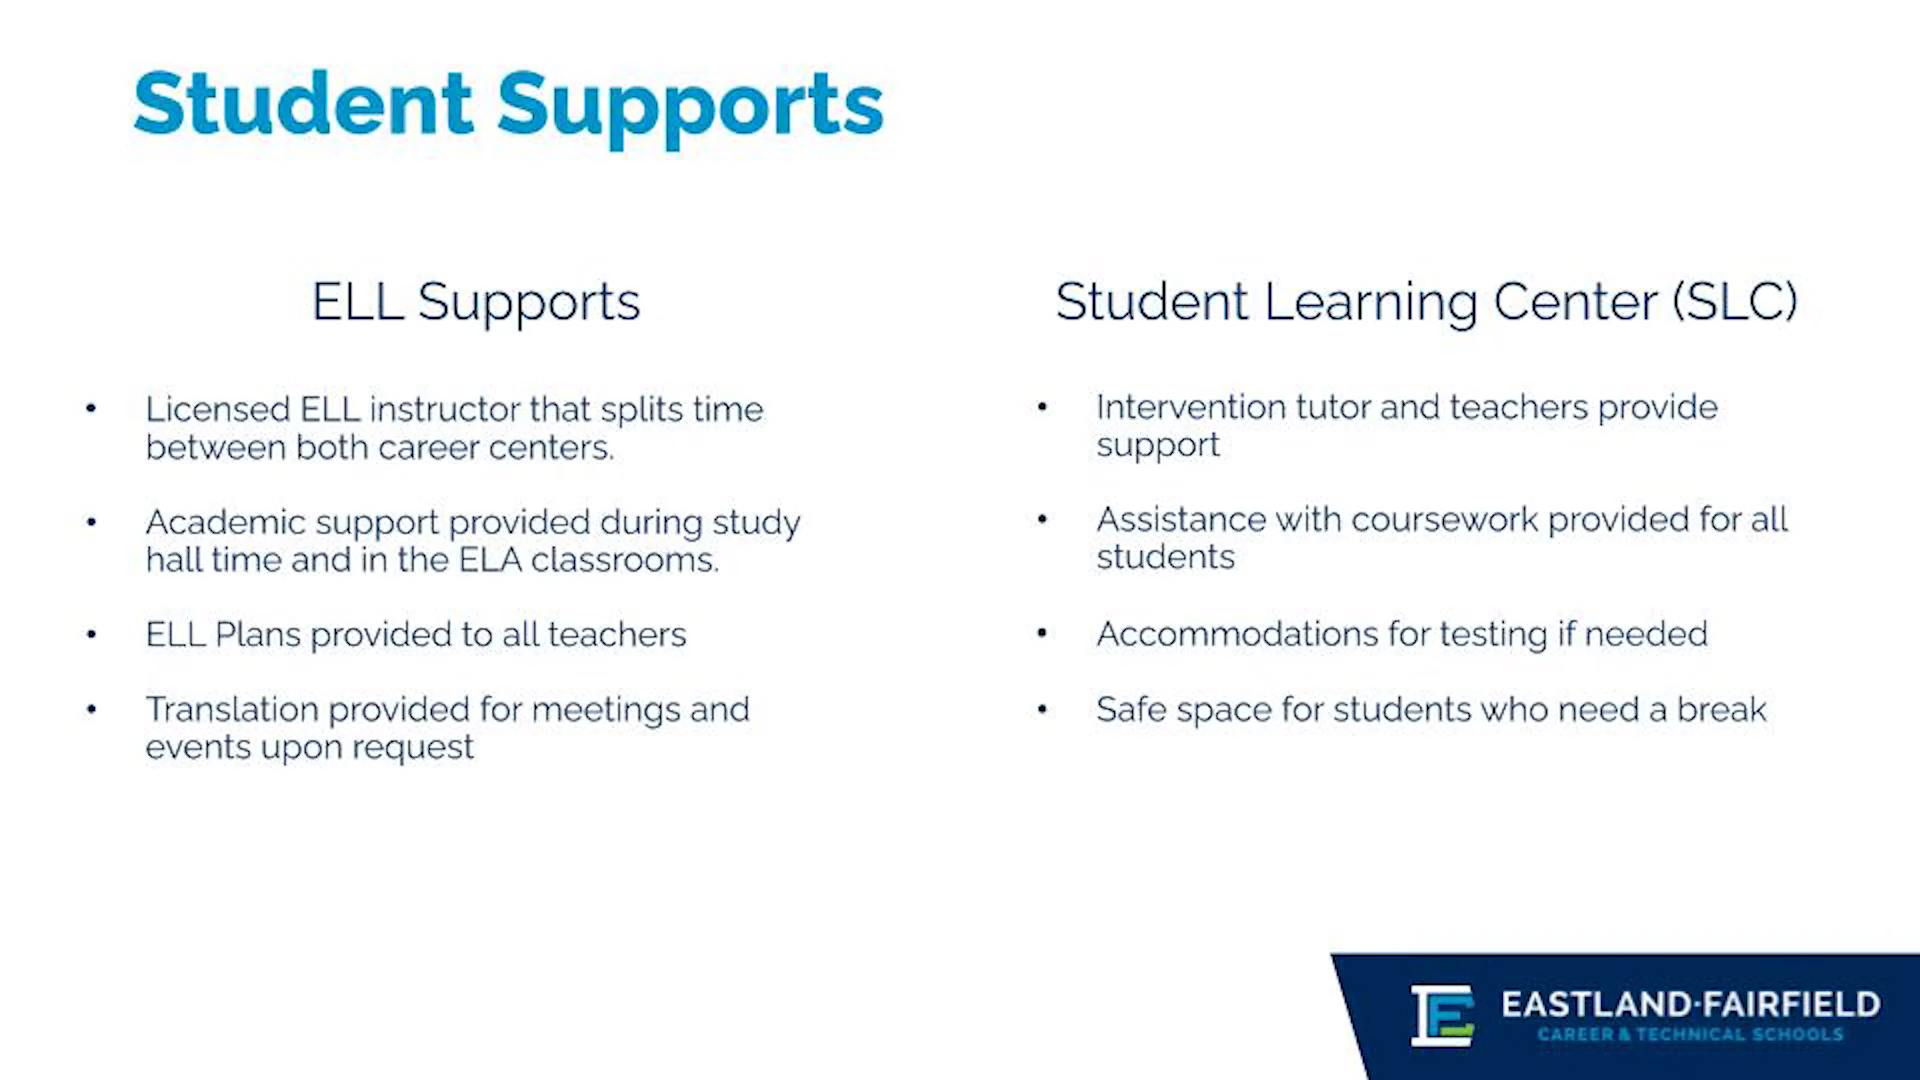 Student Supports
ELL Supports
• Licensed ELL instructor that splits time
between both career centers.
• Academic support provided during study
hall time and in the ELA classrooms.
• ELL Plans provided to all teachers
• Translation provided for meetings and
events upon request
Student Learning Center (SLC)
• Intervention tutor and teachers provide
support
• Assistance with coursework provided for all
students
• Accommodations for testing if needed
• Safe space for students who need a break
EASTLAND·FAIRFIELD
CAREER & TECHNICAL SCHOOLS